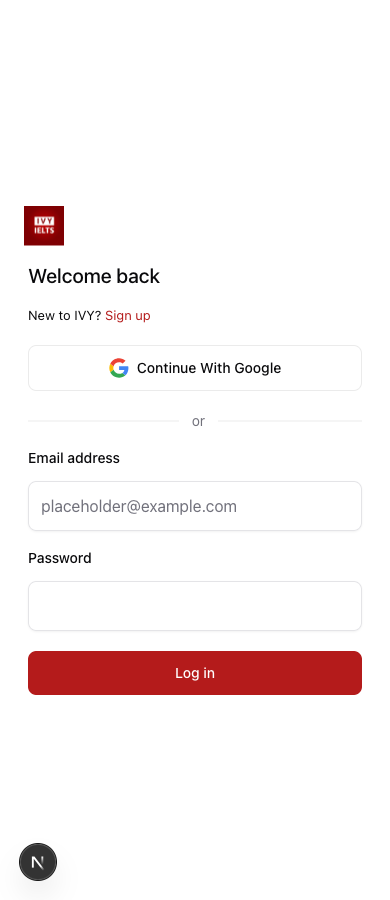 IVY
IELTS
Welcome back
New to IVY? Sign up
Continue With Google
or
Email address
placeholder@example.com
Password
Log in
N